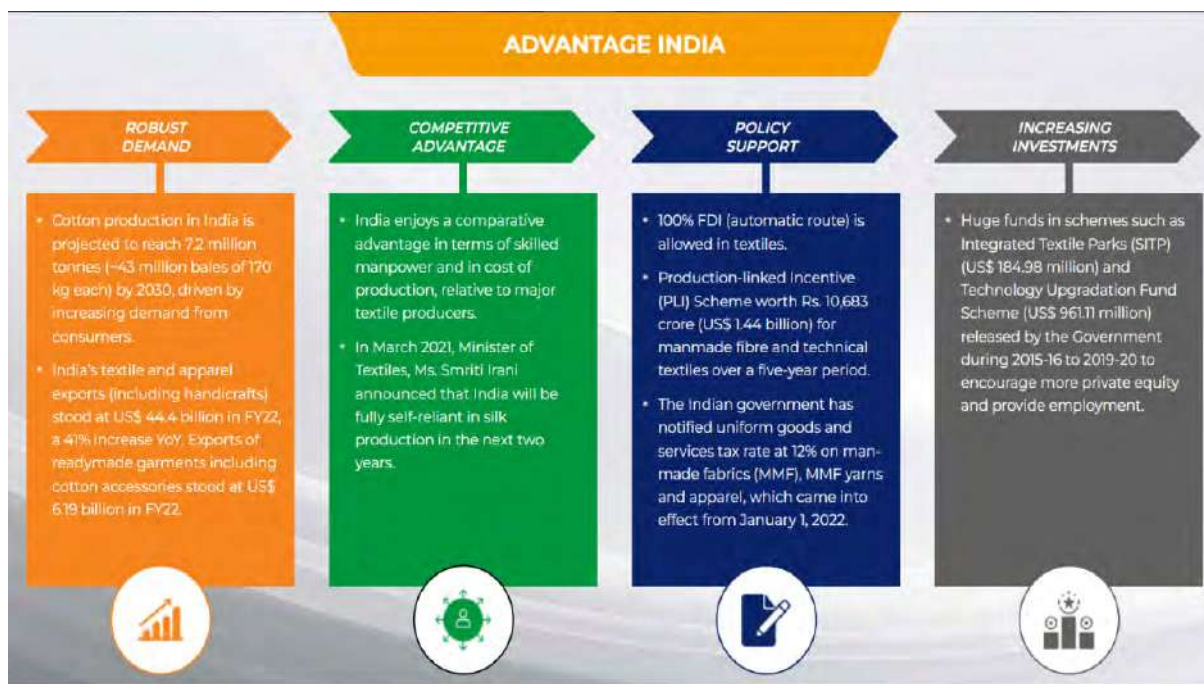 ADVANTAGE INDIA
ROBUST
DEMAND
• Cotton production in India is
projected to reach 7.2 million
tonnes (~43 million bales of 170
kg each) by 2030, driven by
increasing demand from
consumers.
• India's textile and apparel
exports (including handicrafts)
stood at US$ 44.4 billion in FY22,
a 41% increase YoY. Exports of
readymade garments including
cotton accessories stood at US$
6.19 billion in FY22.
COMPETITIVE
ADVANTAGE
• India enjoys a comparative
advantage in terms of skilled
manpower and in cost of
production, relative to major
textile producers.
• In March 2021, Minister of
Textiles, Ms. Smriti Irani
announced that India will be
fully self-reliant in silk
production in the next two
years.
POLICY
SUPPORT
• 100% FDI (automatic route) is
allowed in textiles.
• Production-linked Incentive
(PLI) Scheme worth Rs. 10,683
crore (US$ 1.44 billion) for
manmade fibre and technical
textiles over a five-year period.
• The Indian government has
notified uniform goods and
services tax rate at 12% on man-
made fabrics (MMF), MMF yarns
and apparel, which came into
effect from January 1, 2022.
INCREASING
INVESTMENTS
• Huge funds in schemes such as
Integrated Textile Parks (SITP)
(US$ 184.98 million) and
Technology Upgradation Fund
Scheme (US$ 961.11 million)
released by the Government
during 2015-16 to 2019-20 to
encourage more private equity
and provide employment.